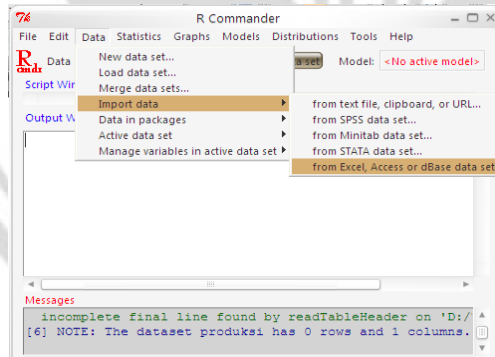 R Commander
File Edit Data Statistics Graphs Models Distributions Tools Help
R
cmdr
Data
a set
Model: <No active model>
New data set...
Load data set...
Merge data sets...
Import data
Data in packages
Active data set
Manage variables in active data set
Script Win
Output W
from text file, clipboard, or URL...
from SPSS data set...
from Minitab data set...
from STATA data set...
from Excel, Access or dBase data set
Messages
incomplete final line found by readTableHeader on 'D:/
[6] NOTE: The dataset produksi has 0 rows and 1 columns.